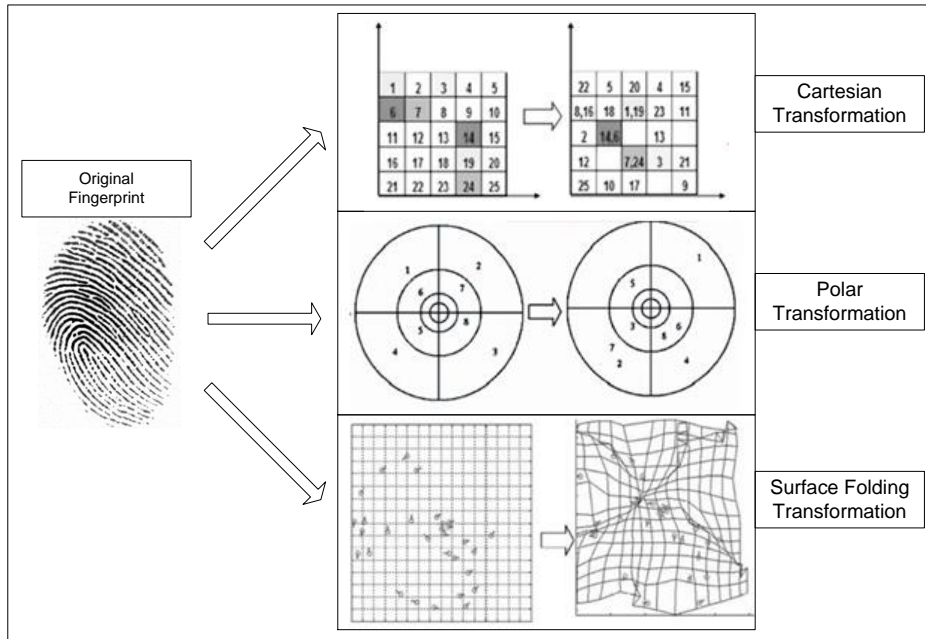 Original
Fingerprint
1 2 3 4 5
6 7 8 9 10
11 12 13 14 15
16 17 18 19 20
21 22 23 24 25
22 5 20 4 15
8,16 18 1,19 23 11
2 14,6 13
12 7,24 3 21
25 10 17 9
Cartesian
Transformation
1 2
6 7
5 8
4 3
1
5
3 6
7 8
2 4
Polar
Transformation
Surface Folding
Transformation